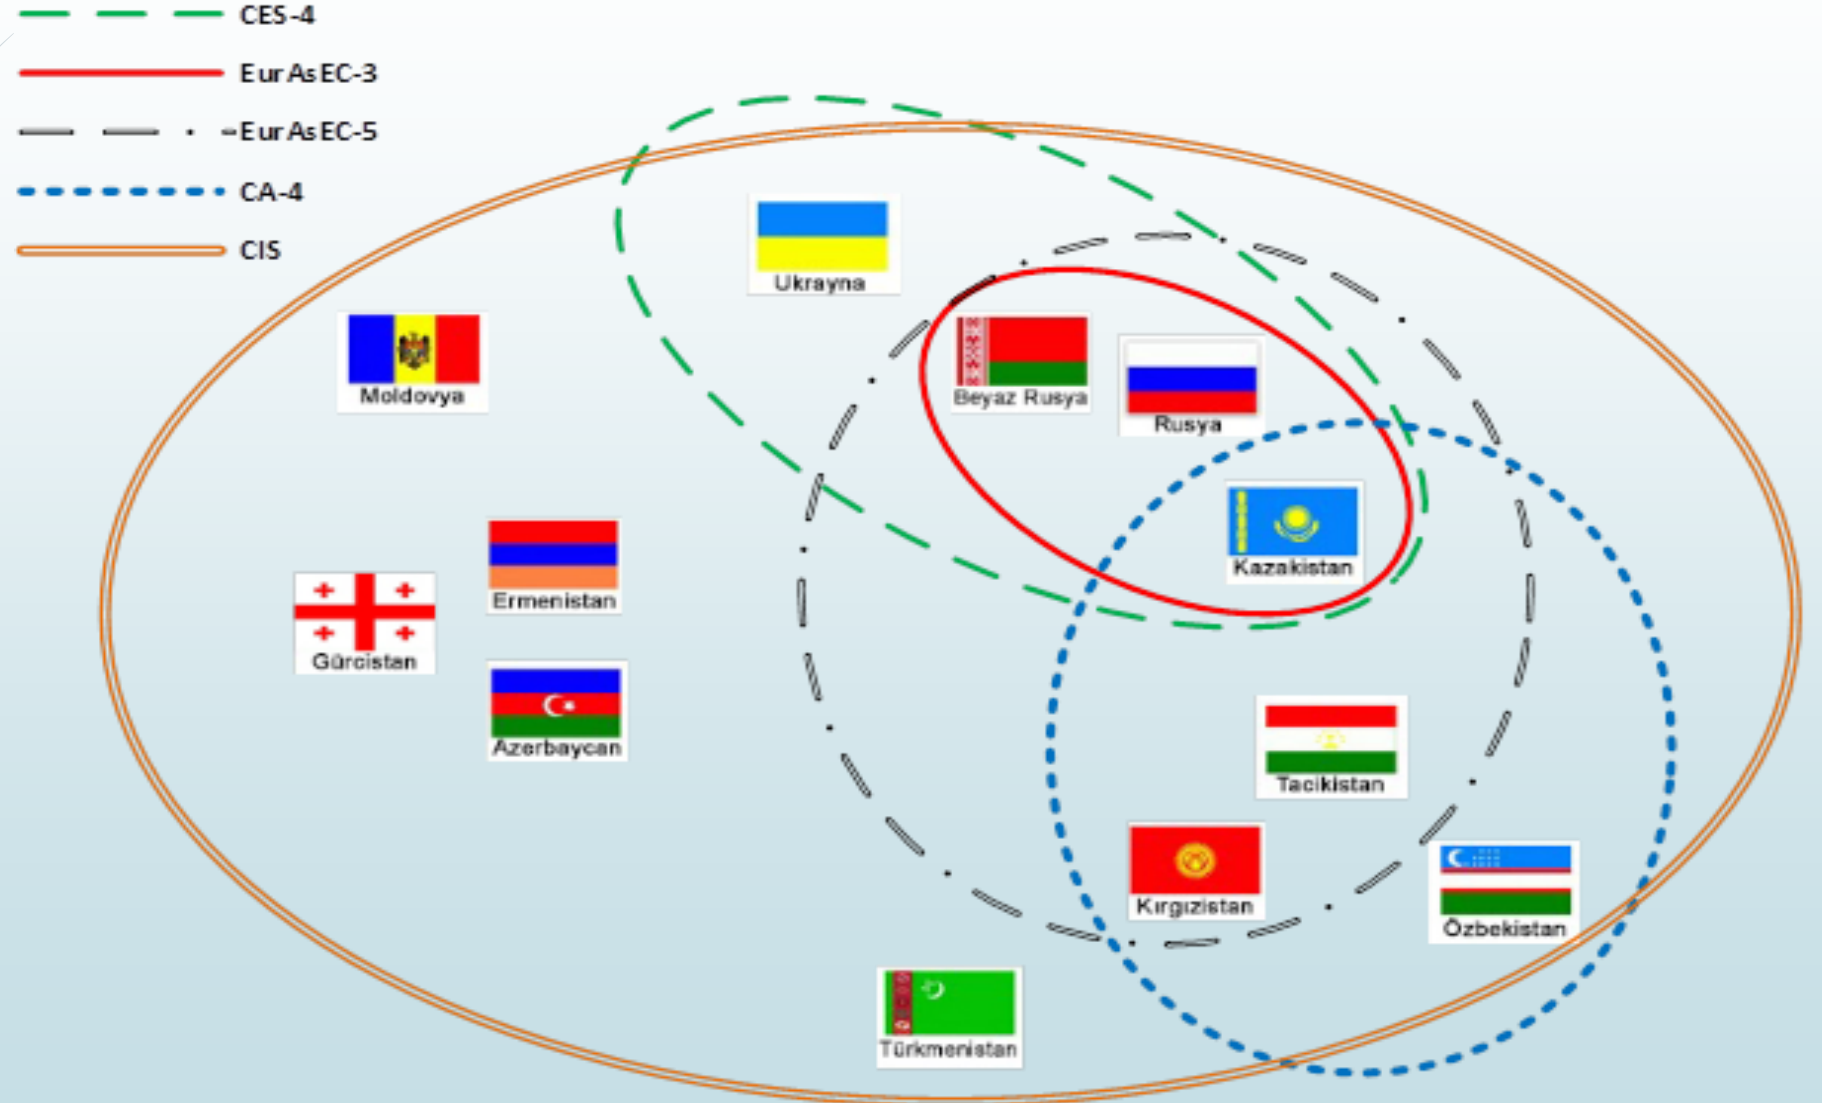 CES-4
EurAsEC-3
EurAsEC-5
CA-4
CIS
Ukrayna
Moldovya
Beyaz Rusya
Rusya
Kazakistan
Ermenistan
Gürcistan
Azerbaycan
Tacikistan
Kırgızistan
Özbekistan
Türkmenistan